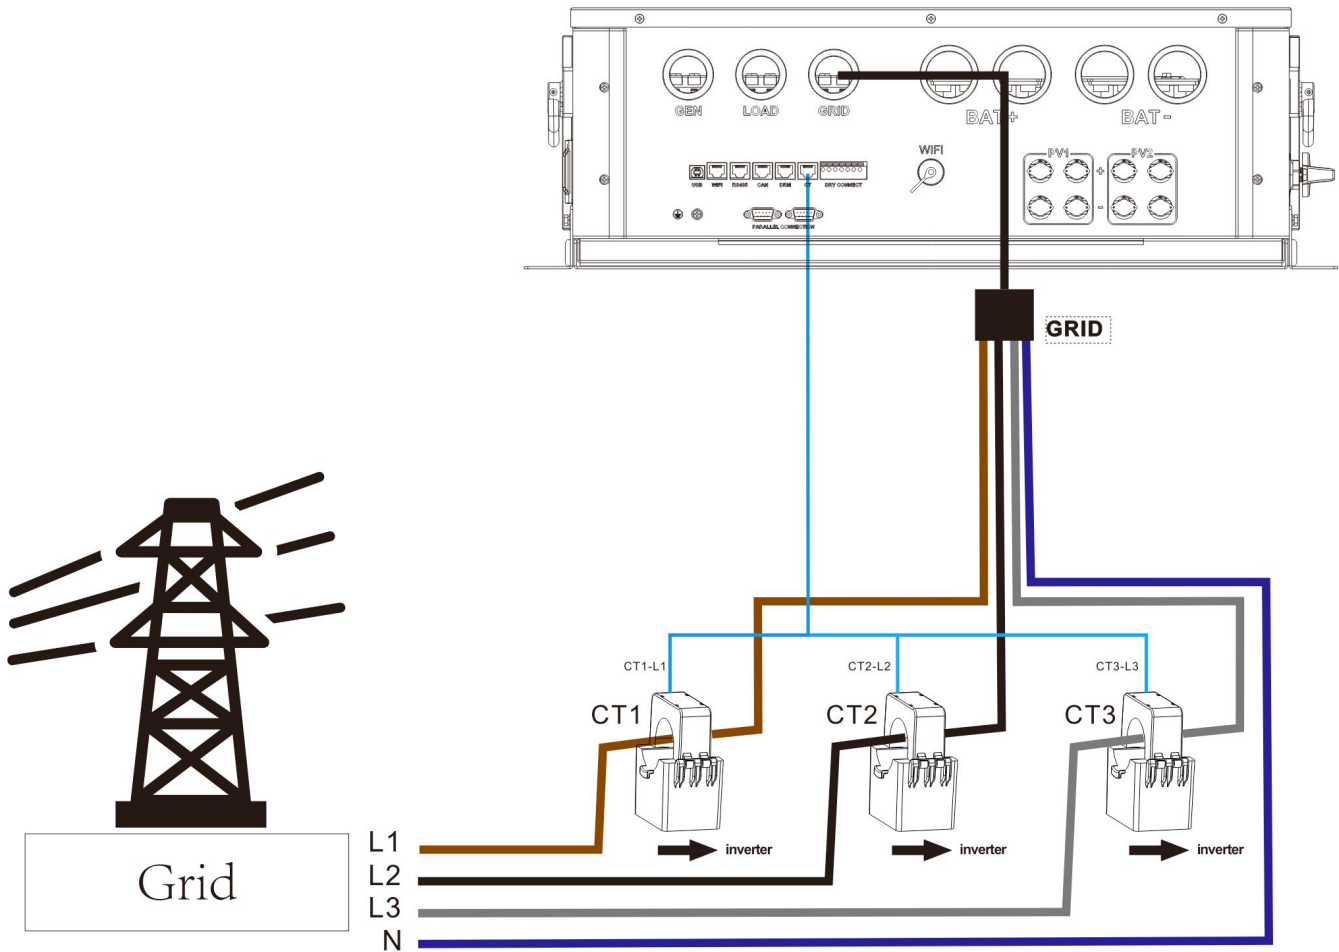 GEN LOAD GRID
BAT+ BAT-
WIFI
PV1 PV2
+
-
USB WIFI RS485 CAN DRM CT DRY CONNECT
PARALLEL CONNECTION
GRID
CT1-L1 CT2-L2 CT3-L3
CT1 CT2 CT3
inverter inverter inverter
L1
L2
L3
N
Grid